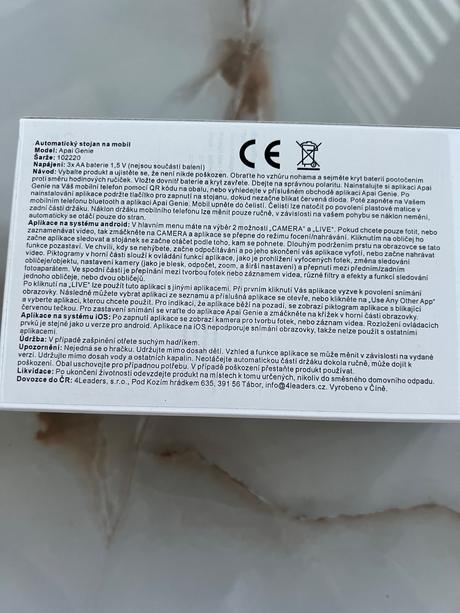 Automatický stojan na mobil
Model: Apai Genie
Šarže: 102220
Napájení: 3x AA baterie 1,5 V (nejsou součástí balení)
Návod: Vybalte produkt a ujistěte se, že není nikde poškozen. Obraťte ho vzhůru nohama a sejměte kryt baterií pootočením
proti směru hodinových ručiček. Vložte dovnitř baterie a kryt zavřete. Dbejte na správnou polaritu. Nainstalujte si aplikaci Apai
Genie na Váš mobilní telefon pomocí QR kódu na obalu, nebo vyhledejte v příslušném obchodě aplikací Apai Genie. Po
nainstalování aplikace podržte tlačítko pro zapnutí na stojanu, dokud nezačne blikat červená dioda. Poté zapněte na Vašem
mobilním telefonu bluetooth a aplikaci Apai Genie. Mobil upněte do čelistí. Čelisti lze natočit po povolení plastové matice v
zadní části držáku. Náklon držáku mobilního telefonu lze měnit pouze ručně, v závislosti na vašem pohybu se náklon nemění,
automaticky se otáčí pouze do stran.
Aplikace na systému android: V hlavním menu máte na výběr 2 možnosti „CAMERA" a „LIVE". Pokud chcete pouze fotit, nebo
zaznamenávat video, tak zmáčkněte na CAMERA a aplikace se přepne do režimu focení/nahrávání. Kliknutím na obličej ho
začne aplikace sledovat a stojánek se začne otáčet podle toho, kam se pohnete. Dlouhým podržením prstu na obrazovce se tato
funkce pozastaví. Ve chvíli, kdy se nehýbete, začne odpočítávání a po jeho skončení vás aplikace vyfotí, nebo začne nahrávat
video. Piktogramy v horní části slouží k ovládání funkcí aplikace, jako je prohlížení vyfocených fotek, změna sledování
obličeje/objektu, nastavení kamery (jako je blesk, odpočet, zoom, a širší nastavení) a přepnutí mezi předním/zadním
fotoaparátem. Ve spodní části je přepínání mezi tvorbou fotek nebo záznamem videa, různé filtry a efekty a funkcí sledování
jednoho obličeje, nebo obličejů.
Po kliknutí na „LIVE" lze použít tuto aplikaci s jinými aplikacemi. Při prvním kliknutí Vás aplikace vyzve k povolení snímání
obrazovky. Následně můžete vybrat aplikaci ze seznamu a příslušná aplikace se otevře, nebo klikněte na „Use Any Other App"
a vyberte aplikaci, kterou chcete použít. Pro indikaci, že aplikace běží na pozadí, se zobrazí piktogram aplikace s blikající
červenou tečkou. Pro zastavení snímání se vraťte do aplikace Apai Genie a zmáčkněte na křížek v horní části obrazovky.
Aplikace na systému iOS: Po zapnutí aplikace se zobrazí kamera pro tvorbu fotek, nebo záznam videa. Rozložení ovládacích
prvků je stejné jako u verze pro android. Aplikace na iOS nepodporuje snímání obrazovky, takže nelze použít s ostatními
aplikacemi.
Údržba: V případě zašpinění otřete suchým hadříkem.
Upozornění: Nejedná se o hračku. Udržujte mimo dosah dětí. Vzhled a funkce aplikace se může měnit v závislosti na vydané
verzi. Udržujte mimo dosah vody a ostatních kapalin. Neotáčejte automatickou částí držáku dokola ručně, může dojít k
poškození. Obal uschovejte pro případnou potřebu. V případě poškození přestaňte produkt používat.
Likvidace: Po ukončení životnosti odevzdejte produkt na místech k tomu určených, nikoliv do směsného domovního odpadu.
Dovozce do ČR: 4Leaders, s.r.o., Pod Kozím hrádkem 635, 391 56 Tábor, info@4leaders.cz. Vyrobeno v Číně.
CE